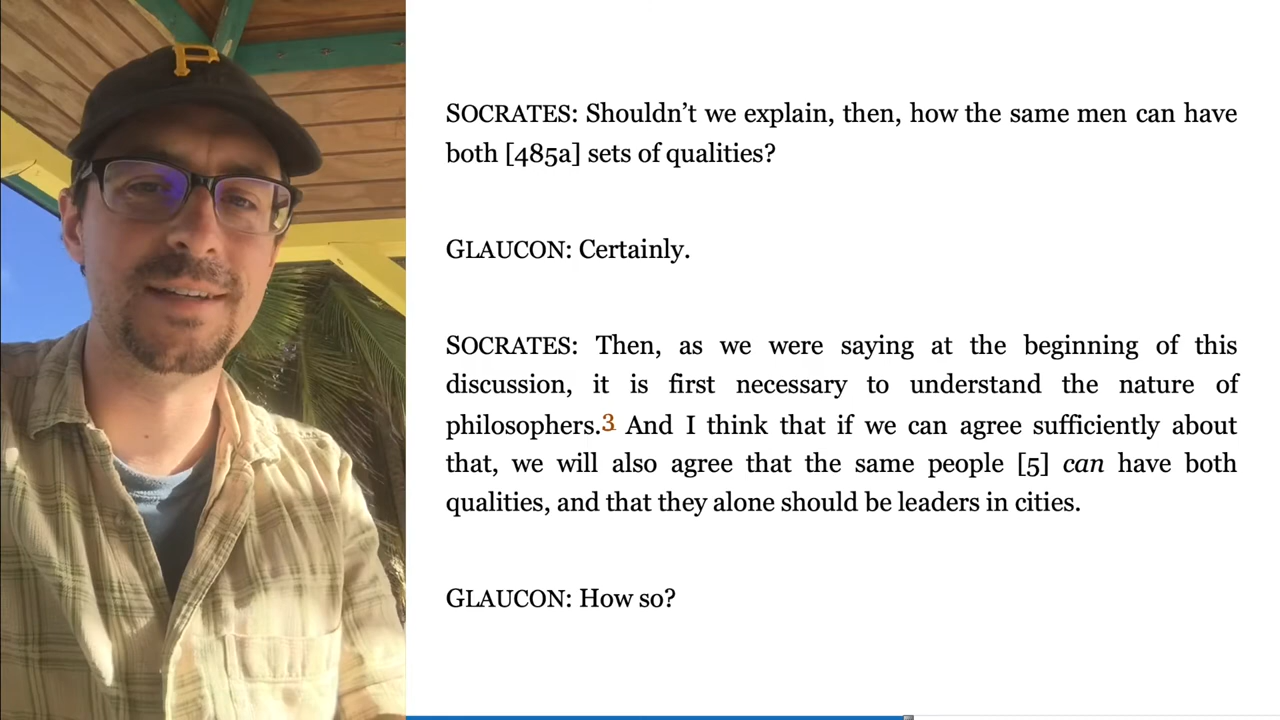 P
SOCRATES: Shouldn’t we explain, then, how the same men can have
both [485a] sets of qualities?
GLAUCON: Certainly.
SOCRATES: Then, as we were saying at the beginning of this
discussion, it is first necessary to understand the nature of
philosophers.3 And I think that if we can agree sufficiently about
that, we will also agree that the same people [5] can have both
qualities, and that they alone should be leaders in cities.
GLAUCON: How so?